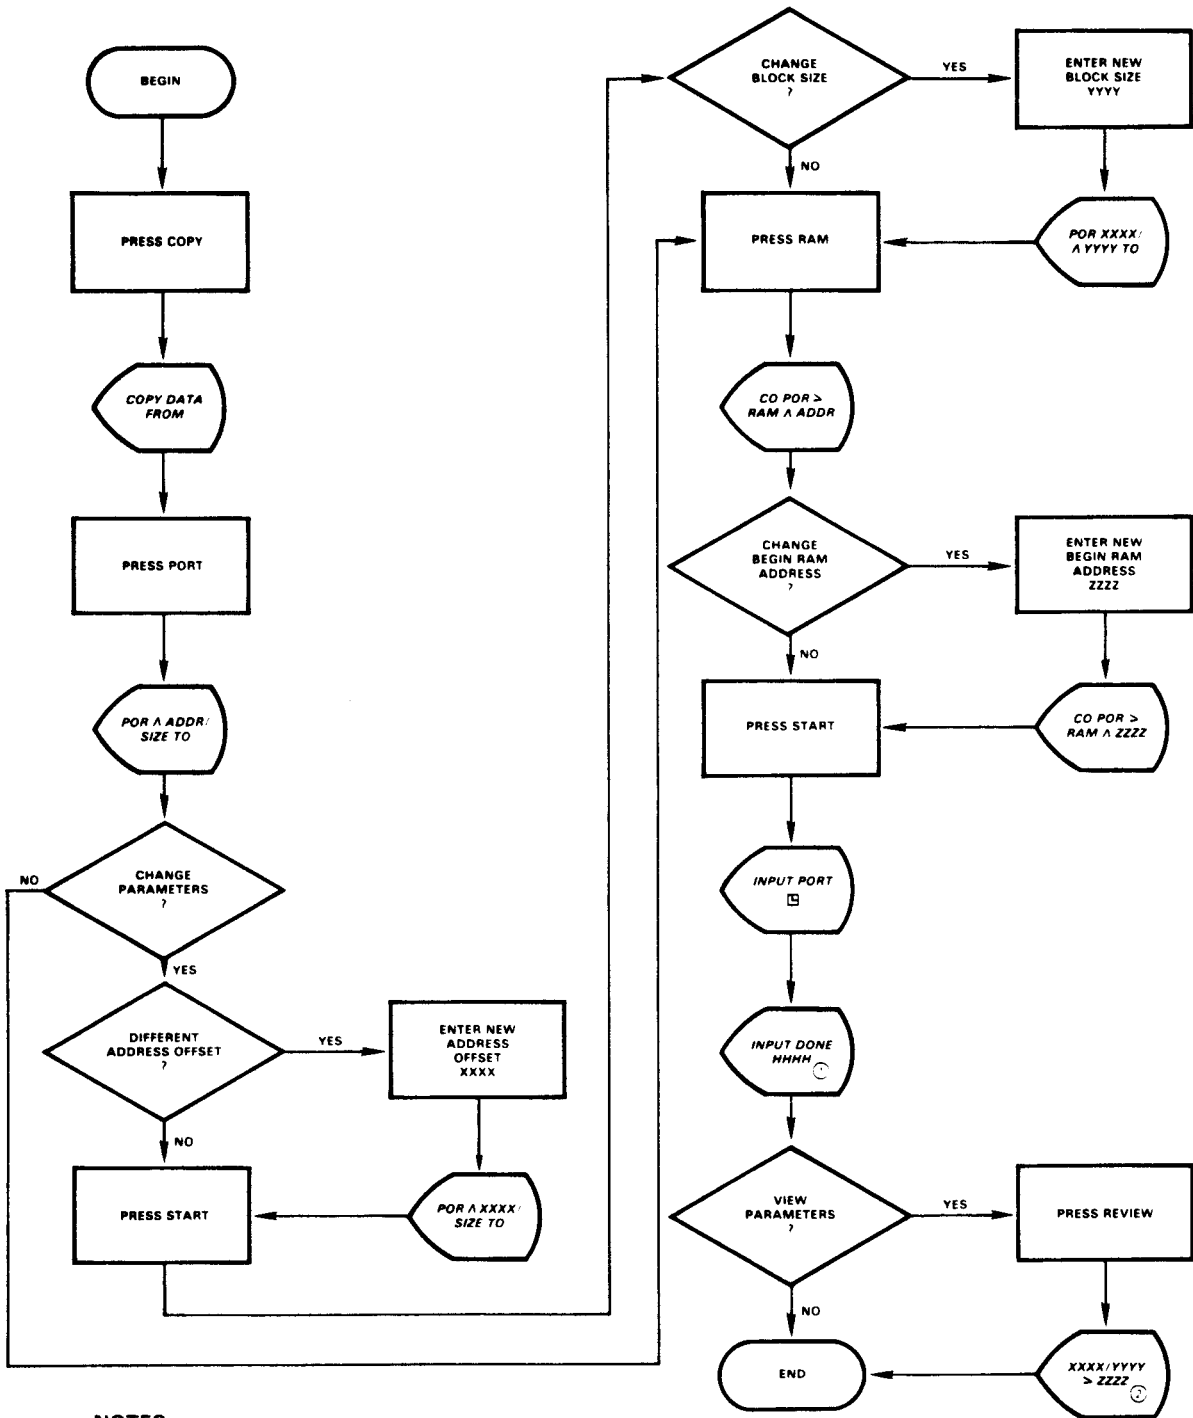 BEGIN
PRESS COPY
COPY DATA
FROM
PRESS PORT
POR Λ ADDR/
SIZE TO
CHANGE
PARAMETERS
?
NO
YES
DIFFERENT
ADDRESS OFFSET
?
YES
ENTER NEW
ADDRESS
OFFSET
XXXX
NO
PRESS START
POR Λ XXXX/
SIZE TO
CHANGE
BLOCK SIZE
?
YES
ENTER NEW
BLOCK SIZE
YYYY
NO
PRESS RAM
POR XXXX/
Λ YYYY TO
CO POR >
RAM Λ ADDR
CHANGE
BEGIN RAM
ADDRESS
?
YES
ENTER NEW
BEGIN RAM
ADDRESS
ZZZZ
NO
PRESS START
CO POR >
RAM Λ ZZZZ
INPUT PORT
INPUT DONE
HHHH ①
VIEW
PARAMETERS
?
YES
PRESS REVIEW
NO
END
XXXX/YYYY
> ZZZZ ②
NOTES